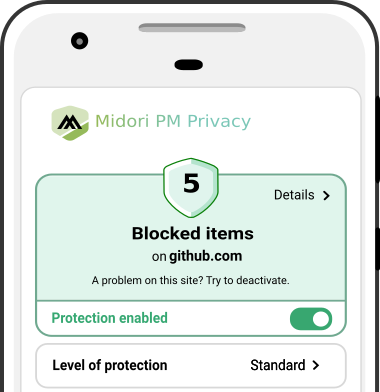 Midori PM Privacy
5
Details
Blocked items
on github.com
A problem on this site? Try to deactivate.
Protection enabled
Level of protection Standard